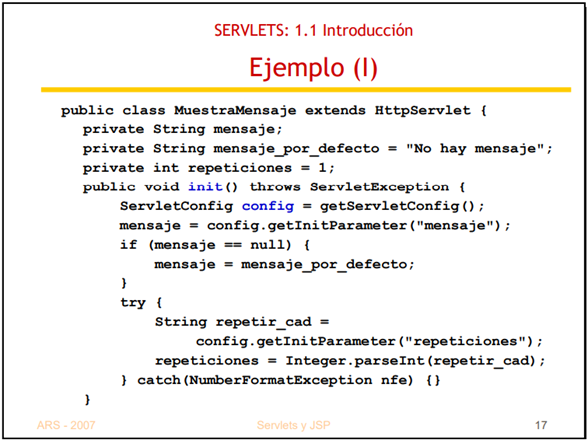 SERVLETS: 1.1 Introducción
Ejemplo (I)
public class MuestraMensaje extends HttpServlet {
private String mensaje;
private String mensaje_por_defecto = "No hay mensaje";
private int repeticiones = 1;
public void init() throws ServletException {
ServletConfig config = getServletConfig();
mensaje = config.getInitParameter("mensaje");
if (mensaje == null) {
mensaje = mensaje_por_defecto;
}
try {
String repetir_cad =
config.getInitParameter("repeticiones");
repeticiones = Integer.parseInt(repetir_cad);
} catch(NumberFormatException nfe) {}
}
ARS - 2007 Servlets y JSP 17